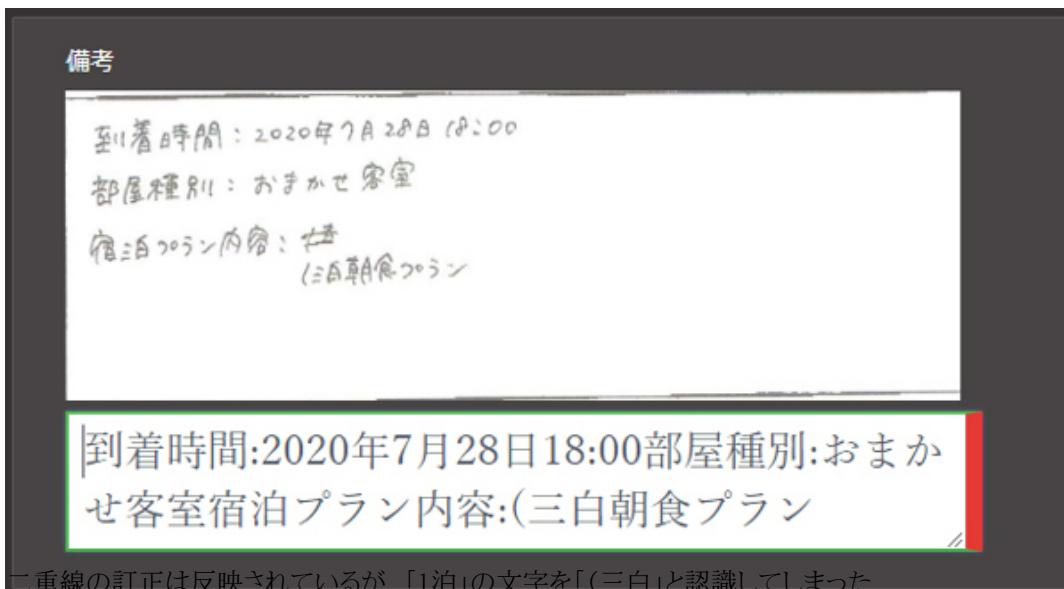 備考
到着時間：2020年7月28日 18:00
部屋種別：おまかせ客室
宿泊プラン内容：
1泊朝食プラン
到着時間:2020年7月28日18:00部屋種別:おまか
せ客室宿泊プラン内容:(三白朝食プラン
二重線の訂正は反映されているが、「1泊」の文字を「(三白」と認識してしまった